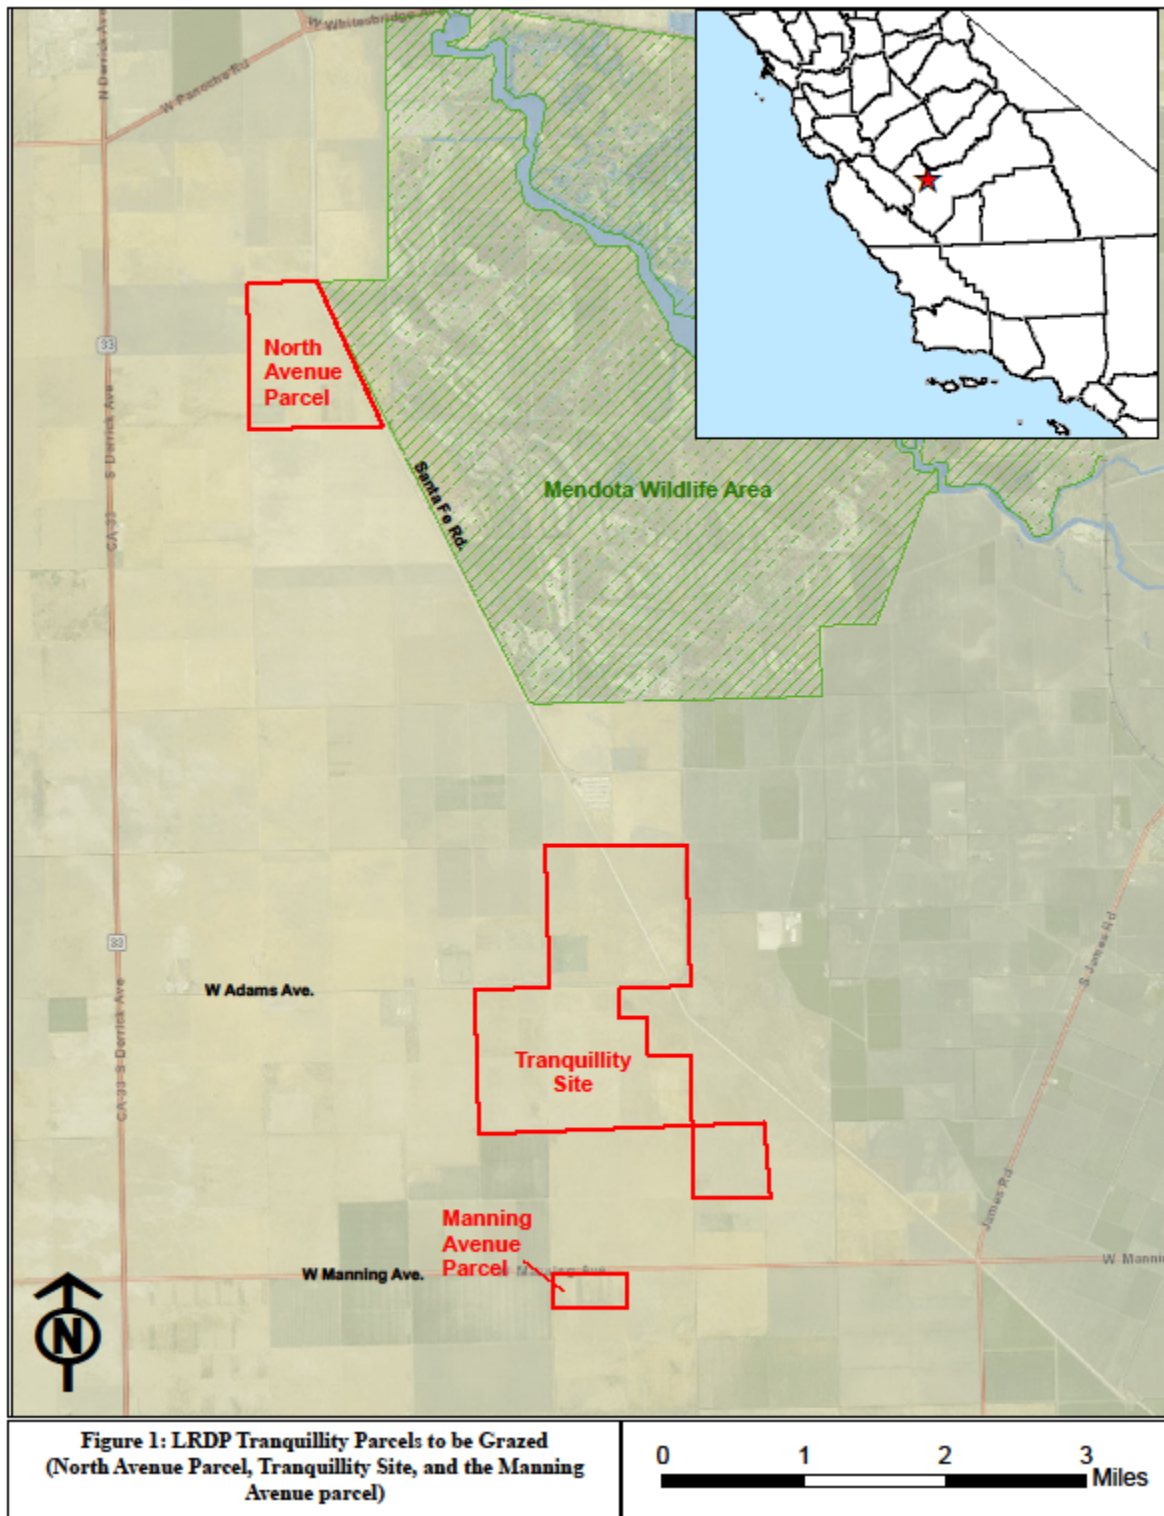 W Whitesbridge Ave
N Derrick Ave
W Panoche Rd
33
S Derrick Ave
CA-33
North
Avenue
Parcel
Santa Fe Rd.
Mendota Wildlife Area
33
W Adams Ave.
CA-33 S Derrick Ave
Tranquillity
Site
S James Rd
James Rd
Manning
Avenue
Parcel
W Manning Ave.
W Manning Ave
W Manni
N
Figure 1: LRDP Tranquillity Parcels to be Grazed
(North Avenue Parcel, Tranquillity Site, and the Manning
Avenue parcel)
0 1 2 3
Miles